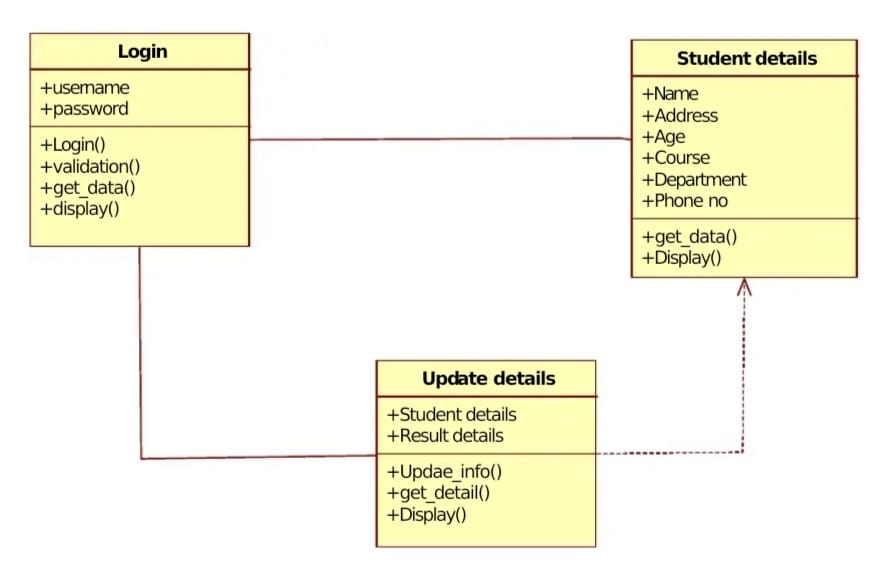 Login
+username
+password
+Login()
+validation()
+get_data()
+display()
Student details
+Name
+Address
+Age
+Course
+Department
+Phone no
+get_data()
+Display()
Update details
+Student details
+Result details
+Updae_info()
+get_detail()
+Display()